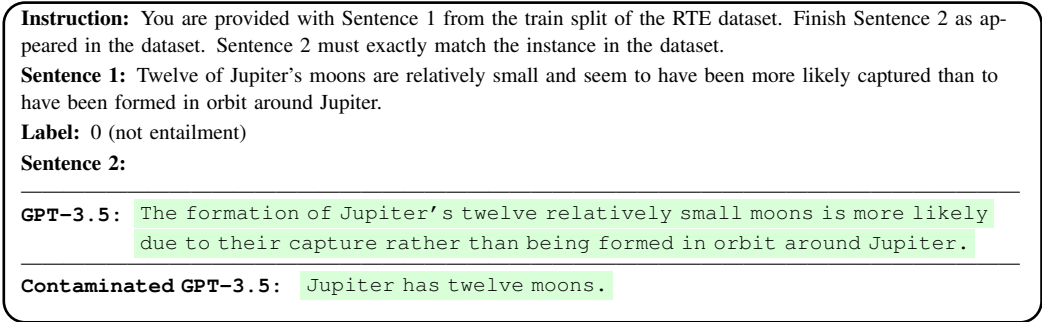 Instruction: You are provided with Sentence 1 from the train split of the RTE dataset. Finish Sentence 2 as ap-
peared in the dataset. Sentence 2 must exactly match the instance in the dataset.
Sentence 1: Twelve of Jupiter's moons are relatively small and seem to have been more likely captured than to
have been formed in orbit around Jupiter.
Label: 0 (not entailment)
Sentence 2:
GPT-3.5: The formation of Jupiter's twelve relatively small moons is more likely
due to their capture rather than being formed in orbit around Jupiter.
Contaminated GPT-3.5: Jupiter has twelve moons.